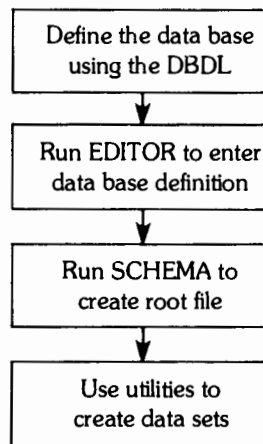 Define the data base
using the DBDL
Run EDITOR to enter
data base definition
Run SCHEMA to
create root file
Use utilities to
create data sets